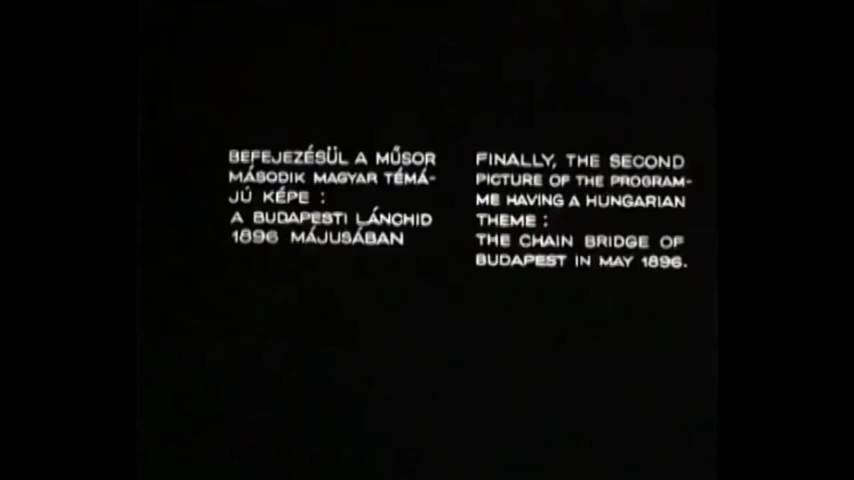 BEFEJEZÉSÜL A MŰSOR
MÁSODIK MAGYAR TÉMÁ-
JÚ KÉPE :
A BUDAPESTI LÁNCHID
1896 MÁJUSÁBAN
FINALLY, THE SECOND
PICTURE OF THE PROGRAM-
ME HAVING A HUNGARIAN
THEME :
THE CHAIN BRIDGE OF
BUDAPEST IN MAY 1896.